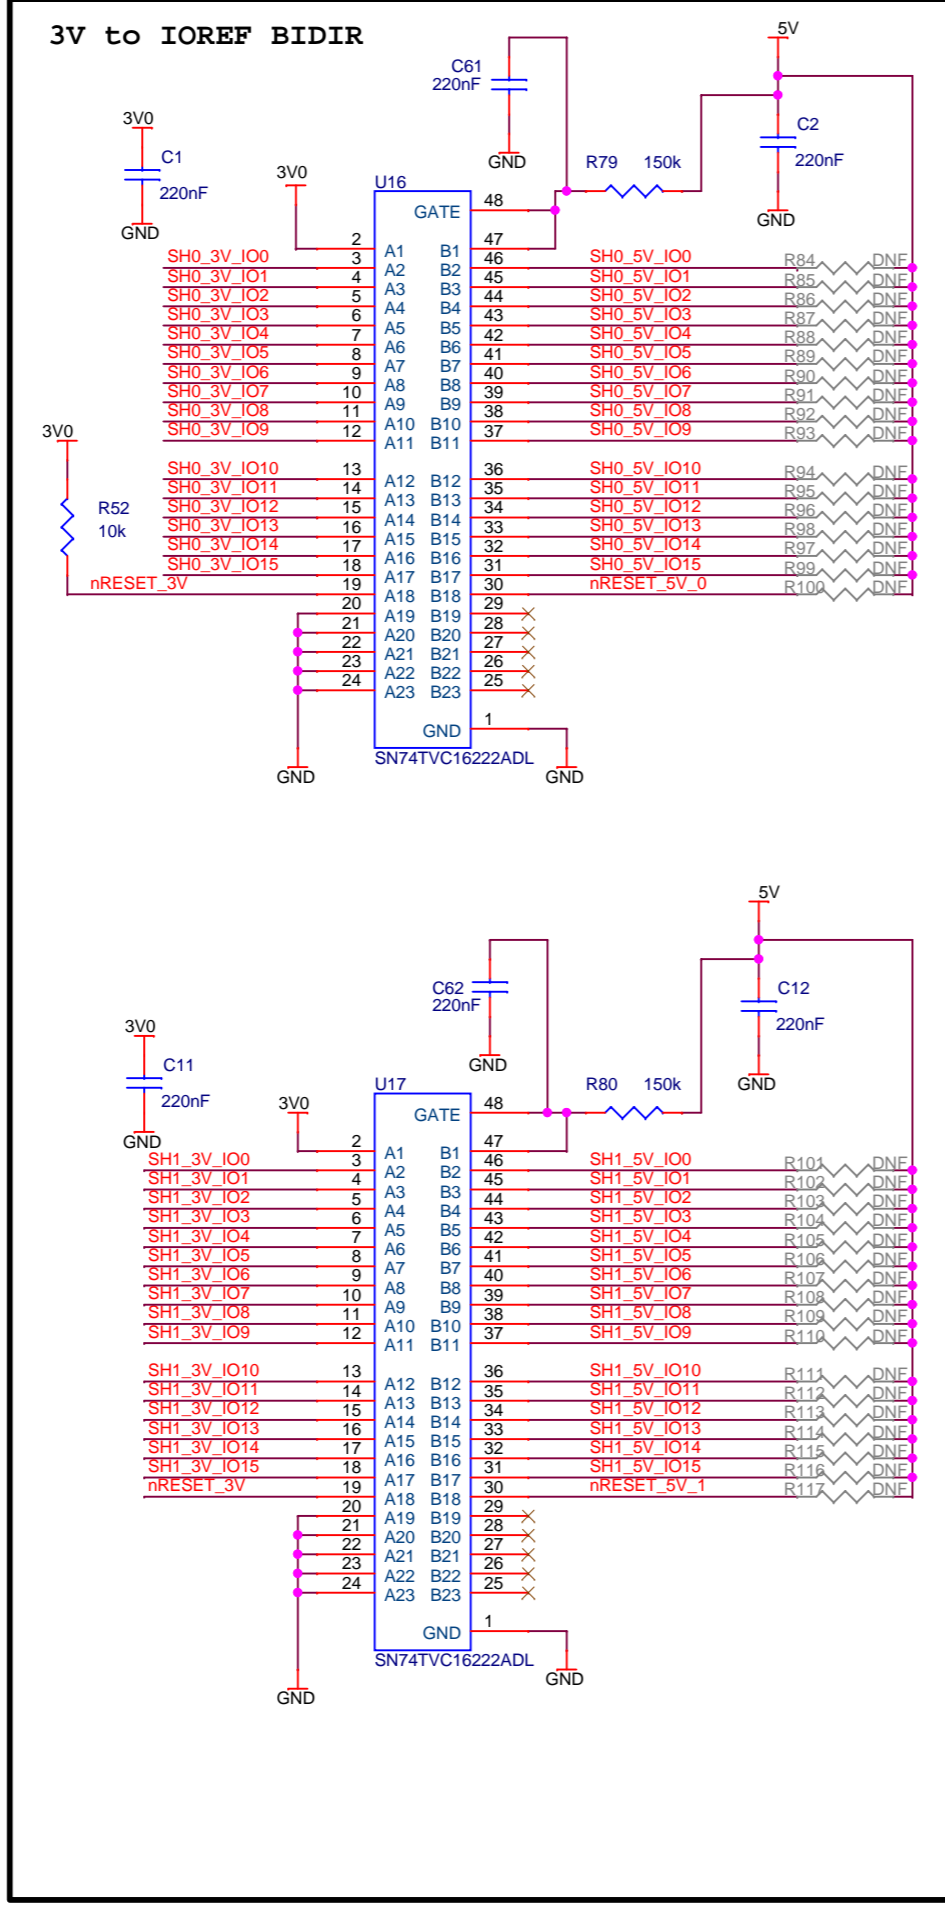 3V to IOREF BIDIR
5V
C61
220nF
GND
C2
220nF
GND
3V0
C1
220nF
GND
3V0
R79 150k
U16
GATE 48
2 A1 B1 47
SH0_3V_IO0 3 A2 B2 46 SH0_5V_IO0 R84 DNF
SH0_3V_IO1 4 A3 B3 45 SH0_5V_IO1 R85 DNF
SH0_3V_IO2 5 A4 B4 44 SH0_5V_IO2 R86 DNF
SH0_3V_IO3 6 A5 B5 43 SH0_5V_IO3 R87 DNF
SH0_3V_IO4 7 A6 B6 42 SH0_5V_IO4 R88 DNF
SH0_3V_IO5 8 A7 B7 41 SH0_5V_IO5 R89 DNF
SH0_3V_IO6 9 A8 B8 40 SH0_5V_IO6 R90 DNF
SH0_3V_IO7 10 A9 B9 39 SH0_5V_IO7 R91 DNF
SH0_3V_IO8 11 A10 B10 38 SH0_5V_IO8 R92 DNF
SH0_3V_IO9 12 A11 B11 37 SH0_5V_IO9 R93 DNF
3V0
R52
10k
SH0_3V_IO10 13 A12 B12 36 SH0_5V_IO10 R94 DNF
SH0_3V_IO11 14 A13 B13 35 SH0_5V_IO11 R95 DNF
SH0_3V_IO12 15 A14 B14 34 SH0_5V_IO12 R96 DNF
SH0_3V_IO13 16 A15 B15 33 SH0_5V_IO13 R98 DNF
SH0_3V_IO14 17 A16 B16 32 SH0_5V_IO14 R97 DNF
SH0_3V_IO15 18 A17 B17 31 SH0_5V_IO15 R99 DNF
nRESET_3V 19 A18 B18 30 nRESET_5V_0 R100 DNF
20 A19 B19 29
21 A20 B20 28
22 A21 B21 27
23 A22 B22 26
24 A23 B23 25
GND 1
SN74TVC16222ADL
GND
GND
5V
C62
220nF
GND
C12
220nF
GND
3V0
C11
220nF
GND
3V0
R80 150k
U17
GATE 48
2 A1 B1 47
SH1_3V_IO0 3 A2 B2 46 SH1_5V_IO0 R101 DNF
SH1_3V_IO1 4 A3 B3 45 SH1_5V_IO1 R102 DNF
SH1_3V_IO2 5 A4 B4 44 SH1_5V_IO2 R103 DNF
SH1_3V_IO3 6 A5 B5 43 SH1_5V_IO3 R104 DNF
SH1_3V_IO4 7 A6 B6 42 SH1_5V_IO4 R105 DNF
SH1_3V_IO5 8 A7 B7 41 SH1_5V_IO5 R106 DNF
SH1_3V_IO6 9 A8 B8 40 SH1_5V_IO6 R107 DNF
SH1_3V_IO7 10 A9 B9 39 SH1_5V_IO7 R108 DNF
SH1_3V_IO8 11 A10 B10 38 SH1_5V_IO8 R109 DNF
SH1_3V_IO9 12 A11 B11 37 SH1_5V_IO9 R110 DNF
SH1_3V_IO10 13 A12 B12 36 SH1_5V_IO10 R111 DNF
SH1_3V_IO11 14 A13 B13 35 SH1_5V_IO11 R112 DNF
SH1_3V_IO12 15 A14 B14 34 SH1_5V_IO12 R113 DNF
SH1_3V_IO13 16 A15 B15 33 SH1_5V_IO13 R114 DNF
SH1_3V_IO14 17 A16 B16 32 SH1_5V_IO14 R115 DNF
SH1_3V_IO15 18 A17 B17 31 SH1_5V_IO15 R116 DNF
nRESET_3V 19 A18 B18 30 nRESET_5V_1 R117 DNF
20 A19 B19 29
21 A20 B20 28
22 A21 B21 27
23 A22 B22 26
24 A23 B23 25
GND 1
SN74TVC16222ADL
GND
GND